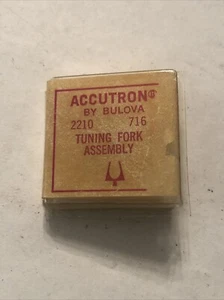 ACCUTRON®
BY BULOVA
2210 716
TUNING FORK
ASSEMBLY